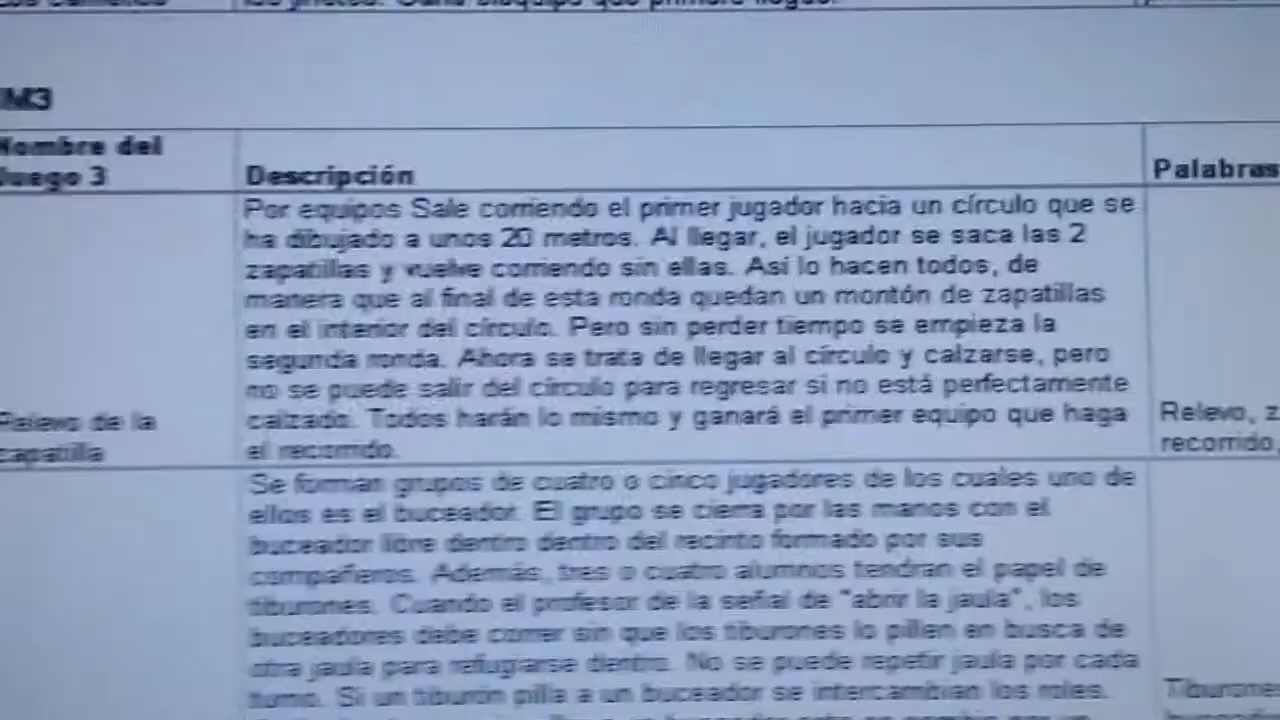 M3
Nombre del
Juego 3
Descripción
Palabras
Por equipos Sale corriendo el primer jugador hacia un círculo que se
ha dibujado a unos 20 metros. Al llegar, el jugador se saca las 2
zapatillas y vuelve corriendo sin ellas. Así lo hacen todos, de
manera que al final de esta ronda quedan un montón de zapatillas
en el interior del círculo. Pero sin perder tiempo se empieza la
segunda ronda. Ahora se trata de llegar al círculo y calzarse, pero
no se puede salir del círculo para regresar si no está perfectamente
calzado. Todos harán lo mismo y ganará el primer equipo que haga
el recorrido.
Relevo de la
zapatilla
Relevo, z
recorrido,
Se forman grupos de cuatro o cinco jugadores de los cuales uno de
ellos es el buceador. El grupo se cierra por las manos con el
buceador libre dentro dentro del recinto formado por sus
compañeros. Además, tres o cuatro alumnos tendran el papel de
tiburones. Cuando el profesor de la señal de "abrir la jaula", los
buceadores debe correr sin que los tiburones lo pillen en busca de
otra jaula para refugiarse dentro. No se puede repetir jaula por cada
turno. Si un tiburón pilla a un buceador se intercambian los roles.
Tiburone